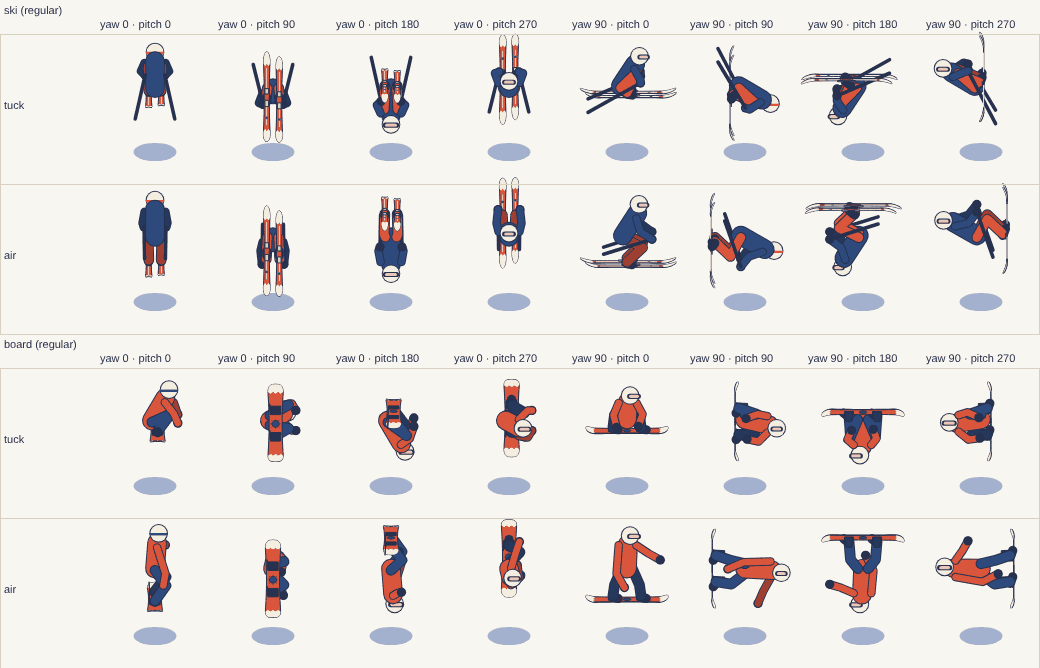 ski (regular)
yaw 0 · pitch 0 yaw 0 · pitch 90 yaw 0 · pitch 180 yaw 0 · pitch 270 yaw 90 · pitch 0 yaw 90 · pitch 90 yaw 90 · pitch 180 yaw 90 · pitch 270
tuck
air
board (regular)
yaw 0 · pitch 0 yaw 0 · pitch 90 yaw 0 · pitch 180 yaw 0 · pitch 270 yaw 90 · pitch 0 yaw 90 · pitch 90 yaw 90 · pitch 180 yaw 90 · pitch 270
tuck
air